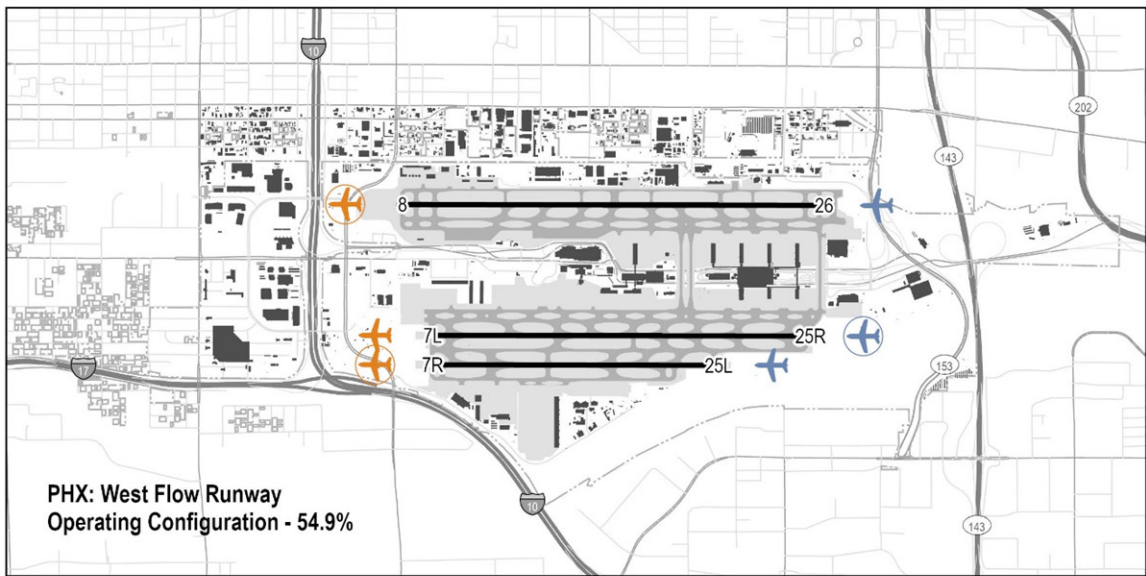 10
202
143
8
26
7L
25R
7R
25L
17
153
PHX: West Flow Runway
Operating Configuration - 54.9%
10
143